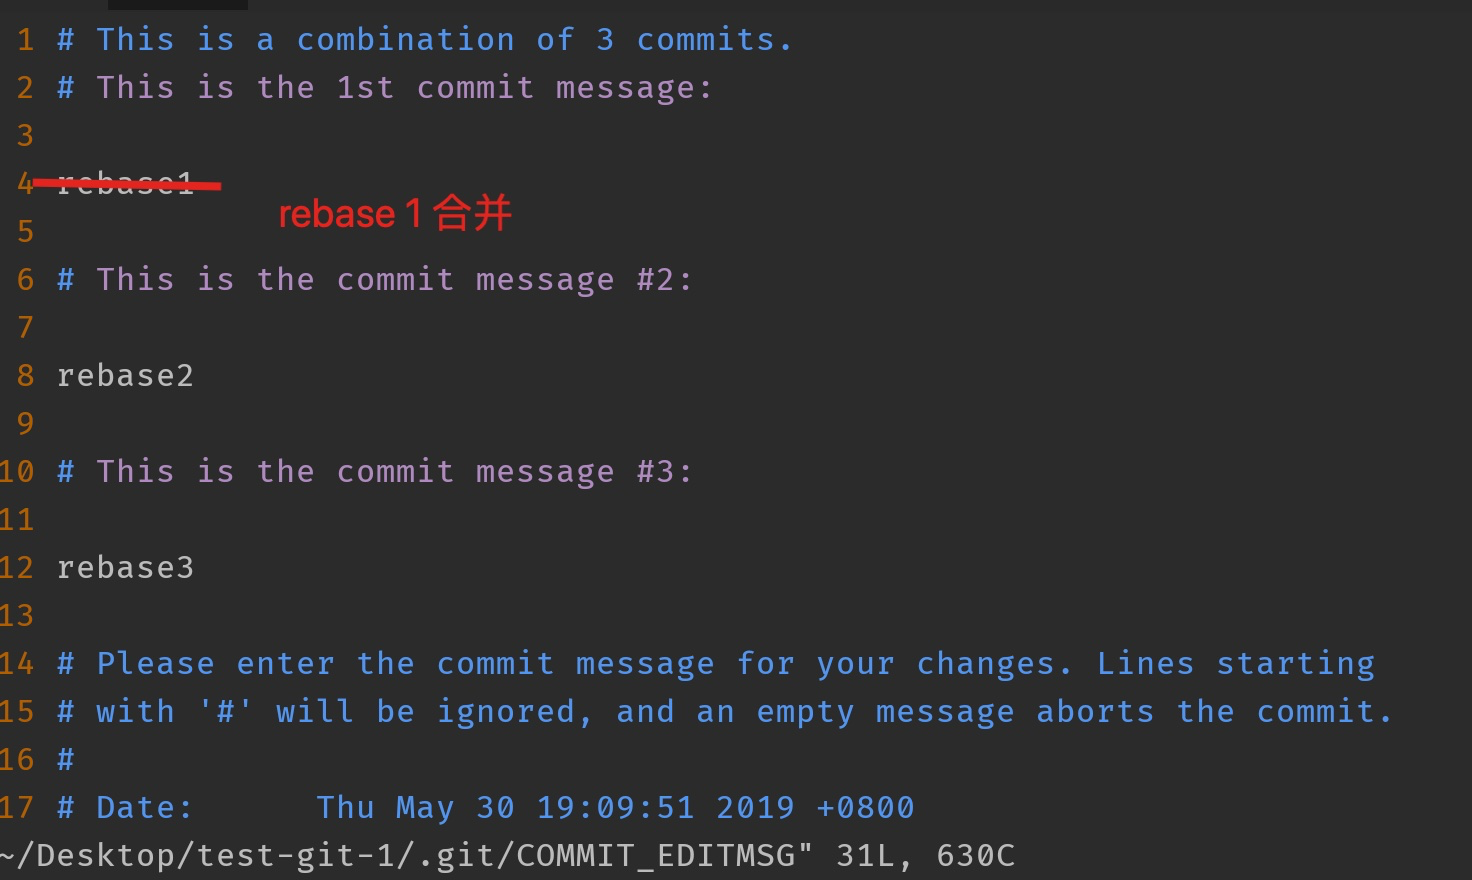 1 # This is a combination of 3 commits.
2 # This is the 1st commit message:
3
4 rebase1
rebase 1 合并
5
6 # This is the commit message #2:
7
8 rebase2
9
10 # This is the commit message #3:
11
12 rebase3
13
14 # Please enter the commit message for your changes. Lines starting
15 # with '#' will be ignored, and an empty message aborts the commit.
16 #
17 # Date:      Thu May 30 19:09:51 2019 +0800
~/Desktop/test-git-1/.git/COMMIT_EDITMSG" 31L, 630C